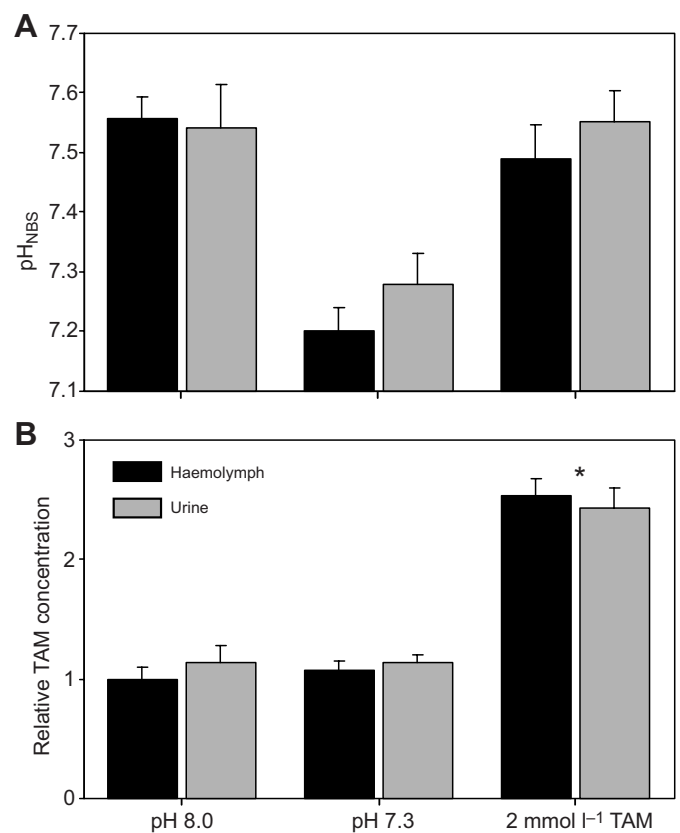 A
7.7
7.6
7.5
7.4
7.3
7.2
7.1
pHNBS
B
3
2
1
0
Relative TAM concentration
Haemolymph
Urine
*
pH 8.0 pH 7.3 2 mmol l–1 TAM